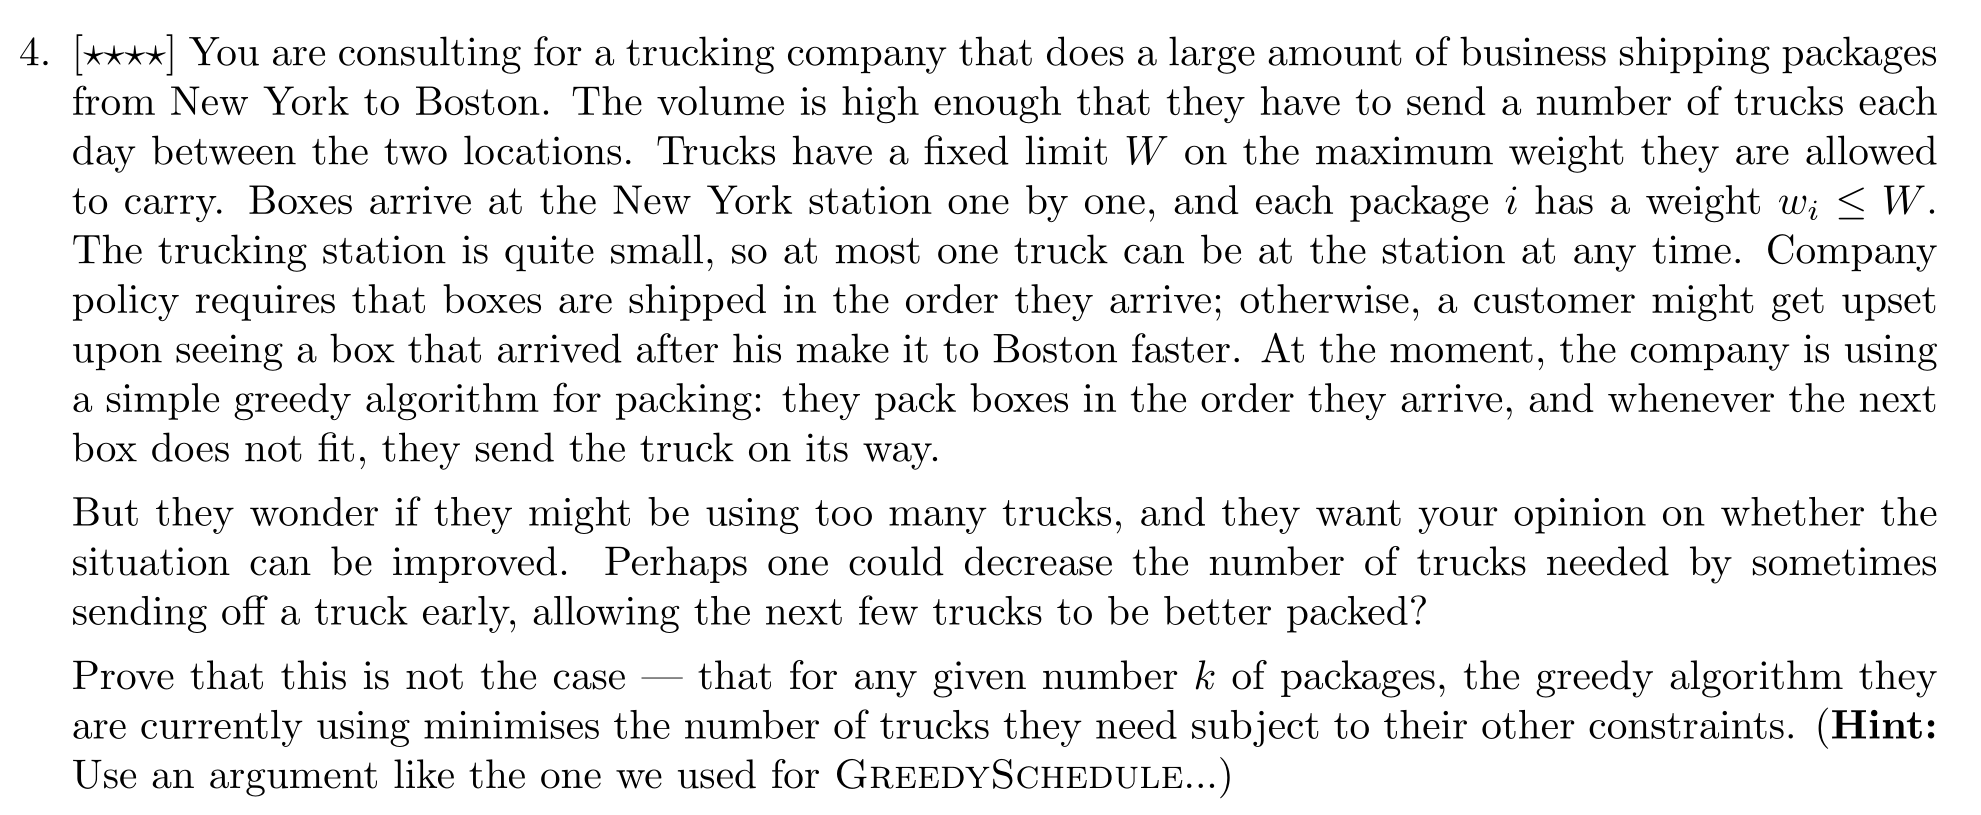 4. [⋆⋆⋆⋆] You are consulting for a trucking company that does a large amount of business shipping packages
from New York to Boston. The volume is high enough that they have to send a number of trucks each
day between the two locations. Trucks have a fixed limit W on the maximum weight they are allowed
to carry. Boxes arrive at the New York station one by one, and each package i has a weight wᵢ ≤ W.
The trucking station is quite small, so at most one truck can be at the station at any time. Company
policy requires that boxes are shipped in the order they arrive; otherwise, a customer might get upset
upon seeing a box that arrived after his make it to Boston faster. At the moment, the company is using
a simple greedy algorithm for packing: they pack boxes in the order they arrive, and whenever the next
box does not fit, they send the truck on its way.
But they wonder if they might be using too many trucks, and they want your opinion on whether the
situation can be improved. Perhaps one could decrease the number of trucks needed by sometimes
sending off a truck early, allowing the next few trucks to be better packed?
Prove that this is not the case — that for any given number k of packages, the greedy algorithm they
are currently using minimises the number of trucks they need subject to their other constraints. (Hint:
Use an argument like the one we used for GREEDYSCHEDULE...)